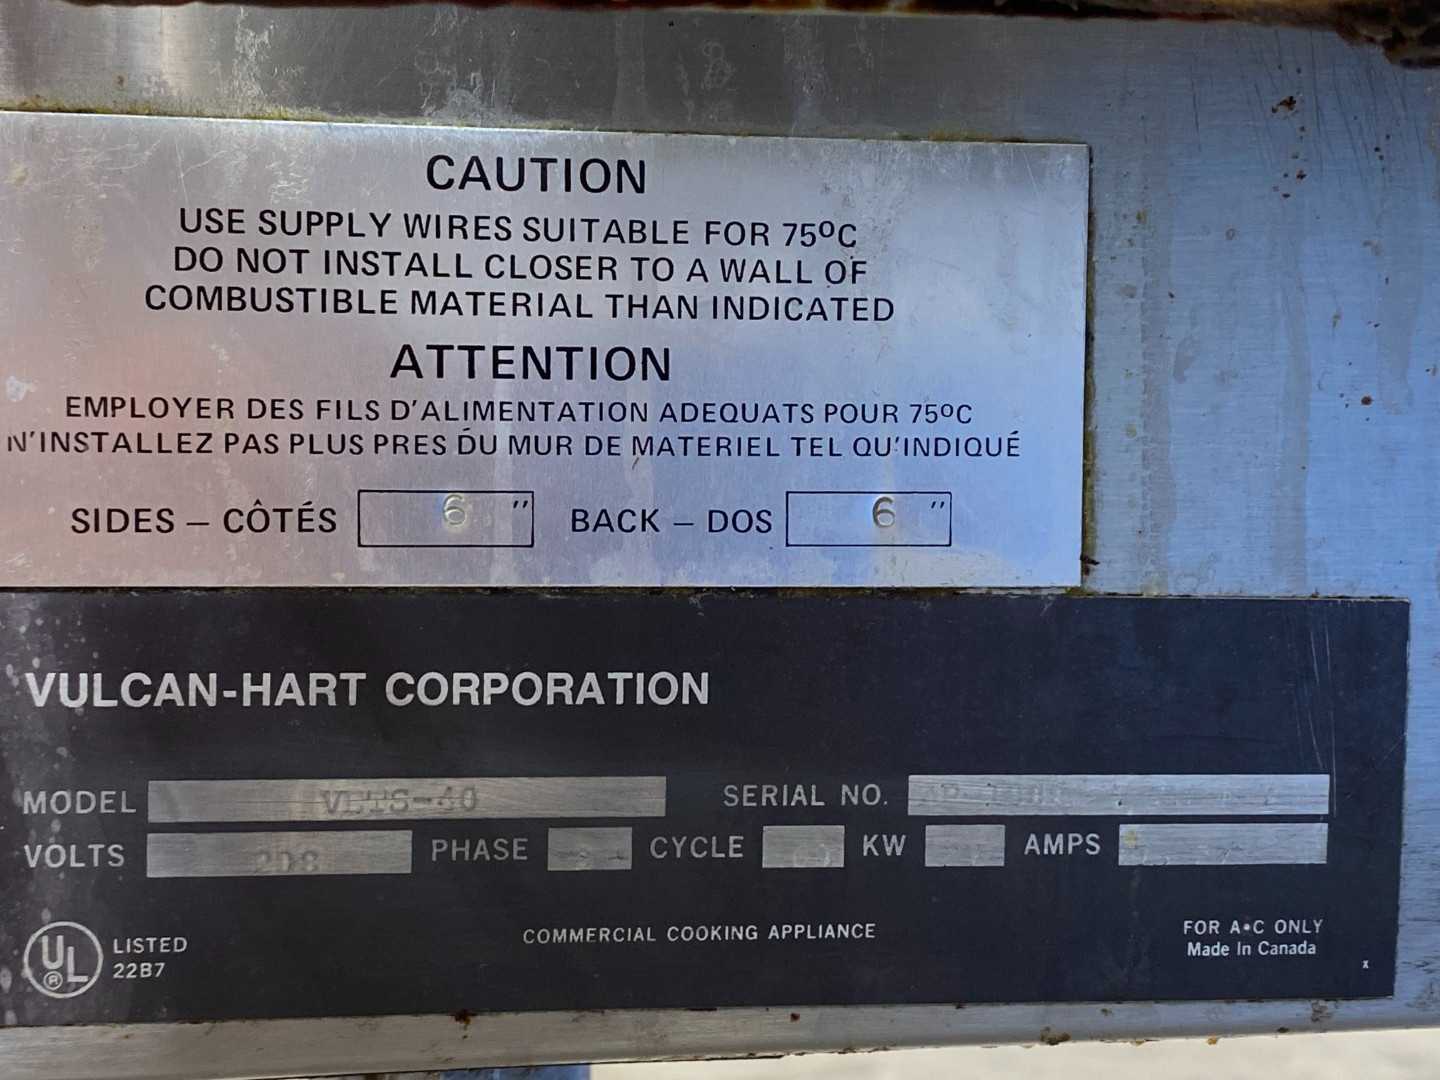 CAUTION
USE SUPPLY WIRES SUITABLE FOR 75ºC
DO NOT INSTALL CLOSER TO A WALL OF
COMBUSTIBLE MATERIAL THAN INDICATED
ATTENTION
EMPLOYER DES FILS D'ALIMENTATION ADEQUATS POUR 75ºC
N'INSTALLEZ PAS PLUS PRES DU MUR DE MATERIEL TEL QU'INDIQUÉ
SIDES – CÔTÉS 6 " BACK – DOS 6 "
VULCAN-HART CORPORATION
MODEL SERIAL NO.
VOLTS 208 PHASE CYCLE KW AMPS
UL ® LISTED 22B7
COMMERCIAL COOKING APPLIANCE
FOR A•C ONLY
Made In Canada
x